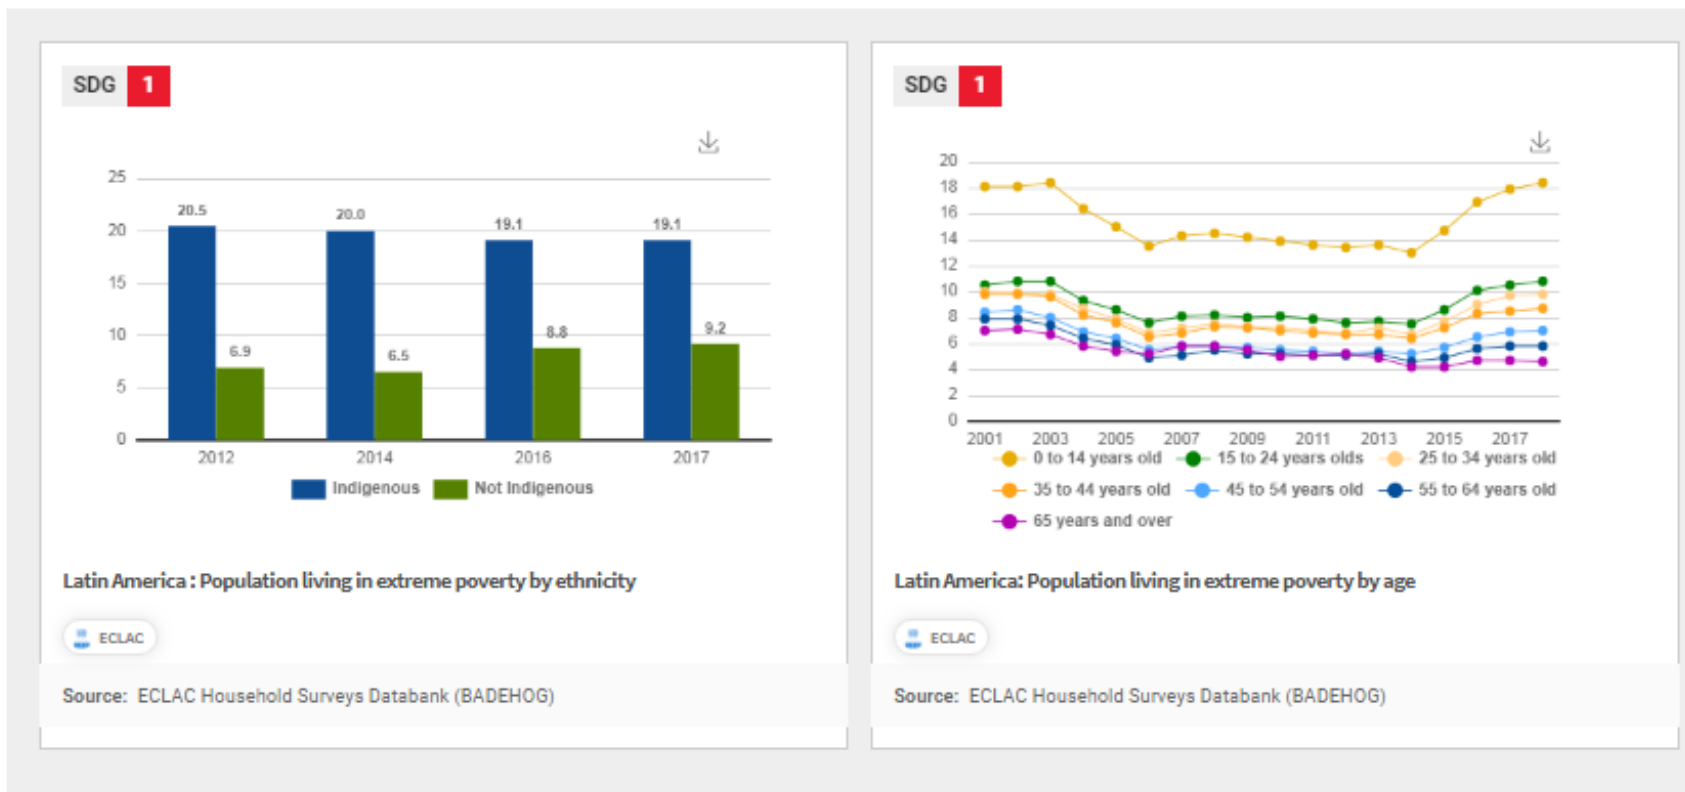 SDG 1
25
20
15
10
5
0
20.5
6.9
20.0
6.5
19.1
8.8
19.1
9.2
2012 2014 2016 2017
Indigenous Not Indigenous
Latin America : Population living in extreme poverty by ethnicity
ECLAC
Source: ECLAC Household Surveys Databank (BADEHOG)
SDG 1
20
18
16
14
12
10
8
6
4
2
0
2001 2003 2005 2007 2009 2011 2013 2015 2017
0 to 14 years old 15 to 24 years olds 25 to 34 years old
35 to 44 years old 45 to 54 years old 55 to 64 years old
65 years and over
Latin America: Population living in extreme poverty by age
ECLAC
Source: ECLAC Household Surveys Databank (BADEHOG)